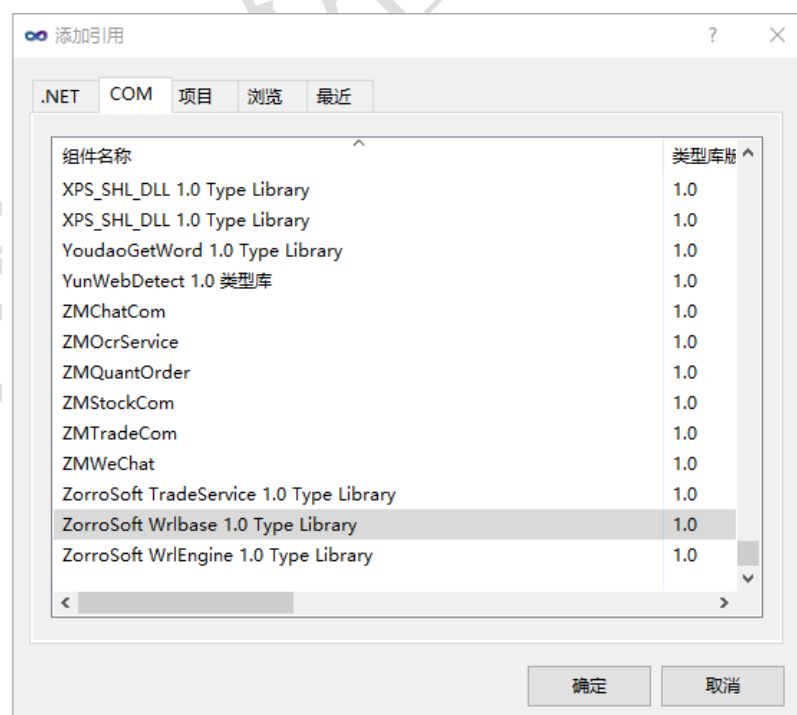 添加引用 ?
.NET COM 项目 浏览 最近
组件名称 类型库版
XPS_SHL_DLL 1.0 Type Library 1.0
XPS_SHL_DLL 1.0 Type Library 1.0
YoudaoGetWord 1.0 Type Library 1.0
YunWebDetect 1.0 类型库 1.0
ZMChatCom 1.0
ZMOcrService 1.0
ZMQuantOrder 1.0
ZMStockCom 1.0
ZMTradeCom 1.0
ZMWeChat 1.0
ZorroSoft TradeService 1.0 Type Library 1.0
ZorroSoft Wrlbase 1.0 Type Library 1.0
ZorroSoft WrlEngine 1.0 Type Library 1.0
确定 取消